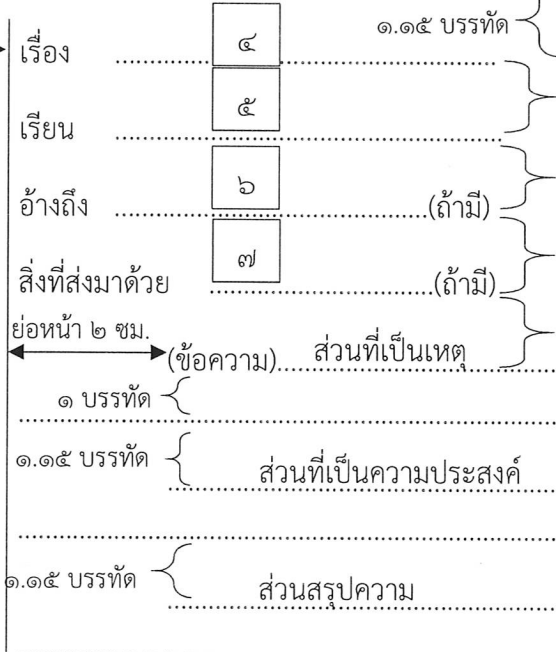 ๑.๑๕ บรรทัด
๔
เรื่อง ................................................
๕
เรียน ................................................
๖
อ้างถึง ................................................(ถ้ามี)
๗
สิ่งที่ส่งมาด้วย ................................(ถ้ามี)
ย่อหน้า ๒ ซม.
(ข้อความ)....ส่วนที่เป็นเหตุ
๑ บรรทัด
๑.๑๕ บรรทัด
ส่วนที่เป็นความประสงค์
๑.๑๕ บรรทัด
ส่วนสรุปความ